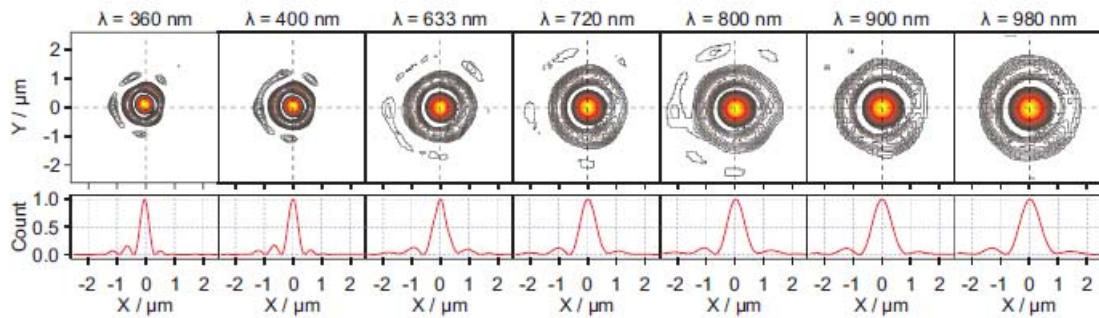 λ = 360 nm λ = 400 nm λ = 633 nm λ = 720 nm λ = 800 nm λ = 900 nm λ = 980 nm
Y / µm
2
1
0
-1
-2
Count
1.0
0.5
0.0
-2 -1 0 1 2 -2 -1 0 1 2 -2 -1 0 1 2 -2 -1 0 1 2 -2 -1 0 1 2 -2 -1 0 1 2 -2 -1 0 1 2
X / µm X / µm X / µm X / µm X / µm X / µm X / µm